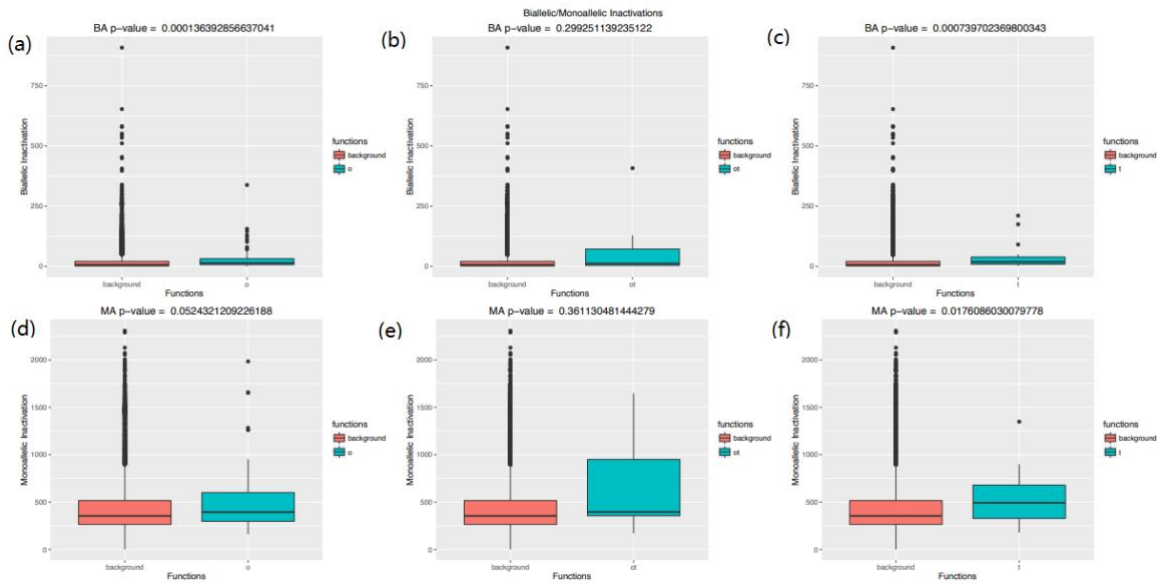 Biallelic/Monoallelic Inactivations
(a)
BA p-value = 0.000136392856637041
Biallelic Inactivation
750
500
250
0
background
o
Functions
functions
background
o
(b)
BA p-value = 0.299251139235122
Biallelic Inactivation
750
500
250
0
background
ot
Functions
functions
background
ot
(c)
BA p-value = 0.000739702369800343
Biallelic Inactivation
750
500
250
0
background
t
Functions
functions
background
t
(d)
MA p-value = 0.0524321209226188
Monoallelic Inactivation
2000
1500
1000
500
0
background
o
Functions
functions
background
o
(e)
MA p-value = 0.361130481444279
Monoallelic Inactivation
2000
1500
1000
500
0
background
ot
Functions
functions
background
ot
(f)
MA p-value = 0.0176086030079778
Monoallelic Inactivation
2000
1500
1000
500
0
background
t
Functions
functions
background
t